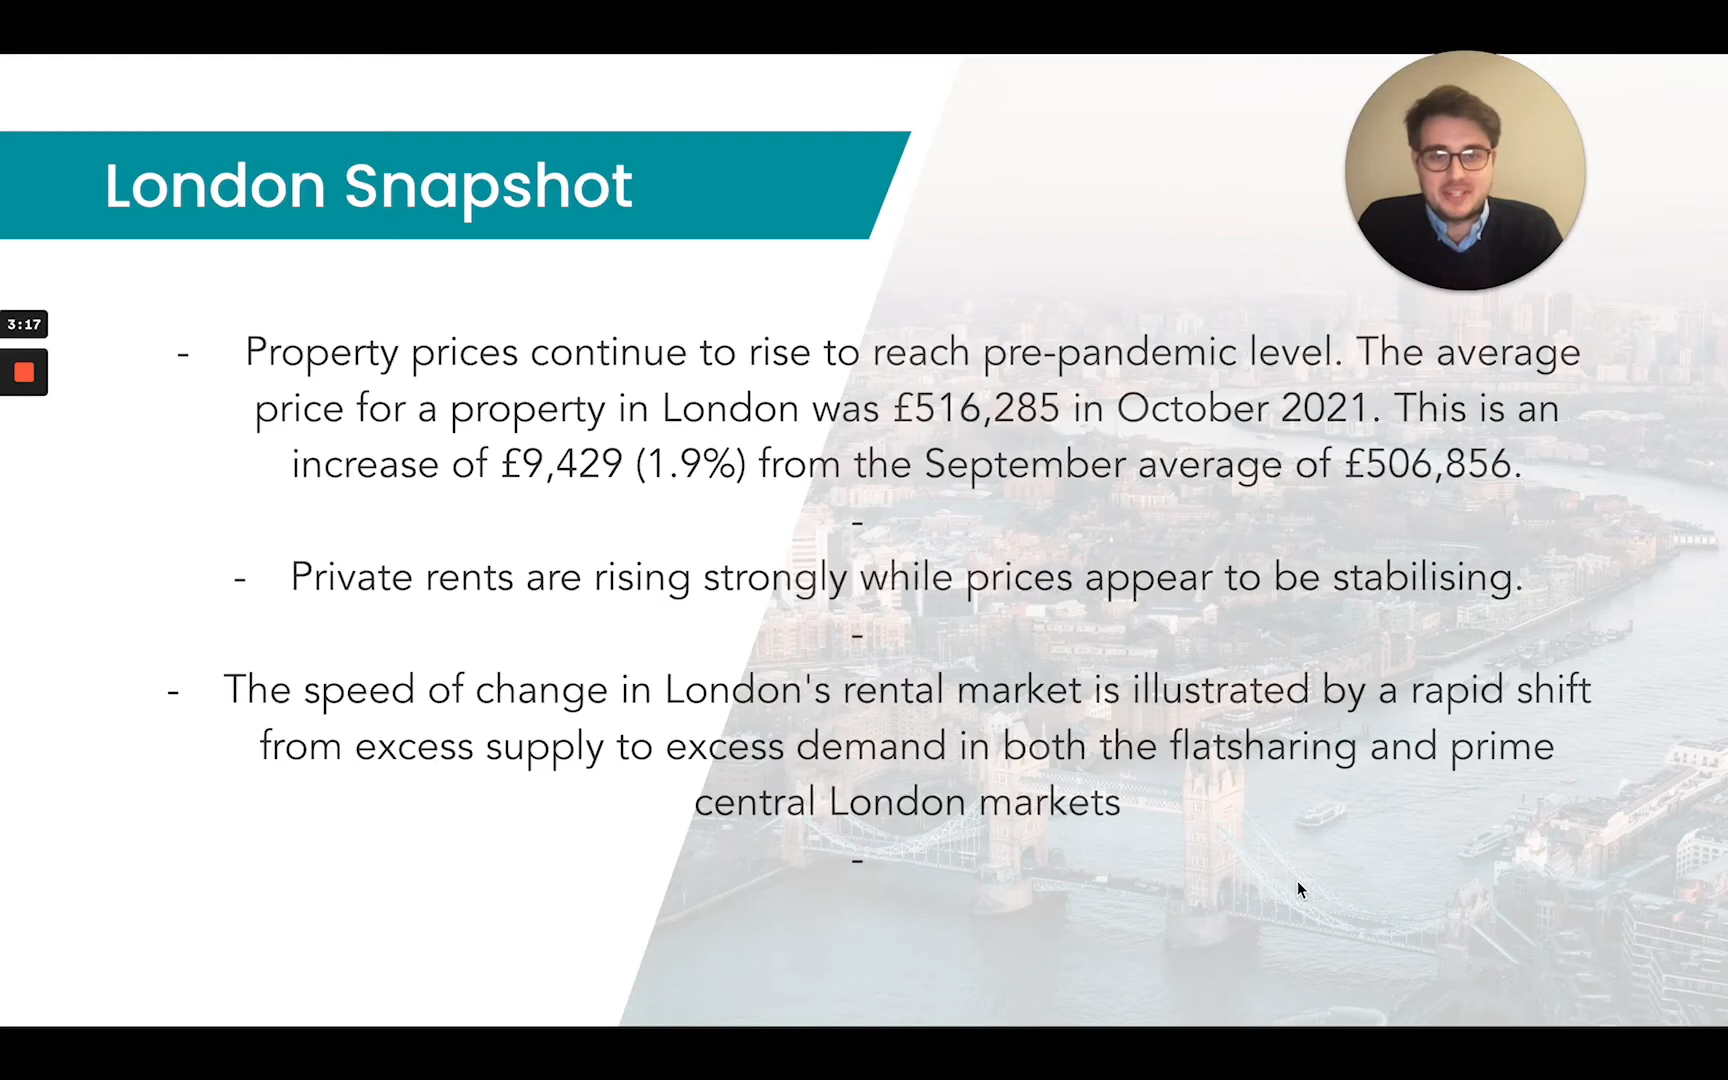 London Snapshot
3:17
- Property prices continue to rise to reach pre-pandemic level. The average
price for a property in London was £516,285 in October 2021. This is an
increase of £9,429 (1.9%) from the September average of £506,856.
-
- Private rents are rising strongly while prices appear to be stabilising.
-
- The speed of change in London's rental market is illustrated by a rapid shift
from excess supply to excess demand in both the flatsharing and prime
central London markets
-